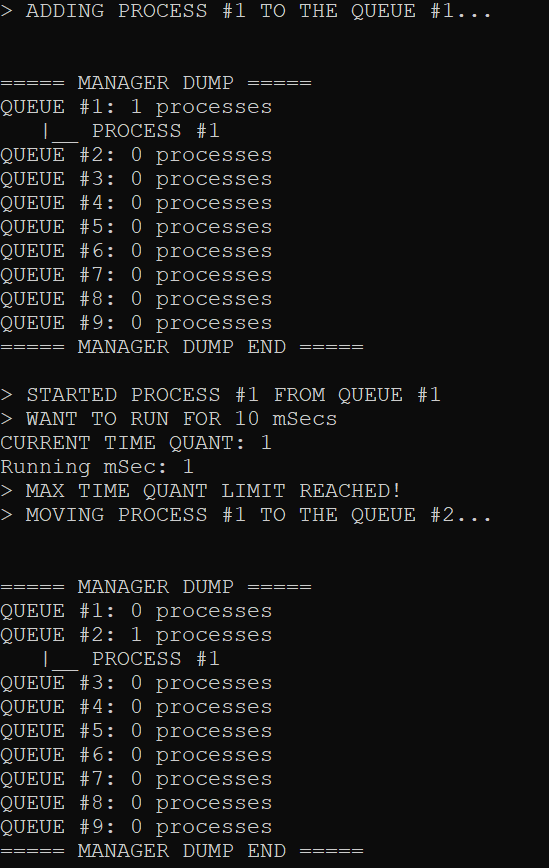 > ADDING PROCESS #1 TO THE QUEUE #1...
===== MANAGER DUMP =====
QUEUE #1: 1 processes
|__ PROCESS #1
QUEUE #2: 0 processes
QUEUE #3: 0 processes
QUEUE #4: 0 processes
QUEUE #5: 0 processes
QUEUE #6: 0 processes
QUEUE #7: 0 processes
QUEUE #8: 0 processes
QUEUE #9: 0 processes
===== MANAGER DUMP END =====
> STARTED PROCESS #1 FROM QUEUE #1
> WANT TO RUN FOR 10 mSecs
CURRENT TIME QUANT: 1
Running mSec: 1
> MAX TIME QUANT LIMIT REACHED!
> MOVING PROCESS #1 TO THE QUEUE #2...
===== MANAGER DUMP =====
QUEUE #1: 0 processes
QUEUE #2: 1 processes
|__ PROCESS #1
QUEUE #3: 0 processes
QUEUE #4: 0 processes
QUEUE #5: 0 processes
QUEUE #6: 0 processes
QUEUE #7: 0 processes
QUEUE #8: 0 processes
QUEUE #9: 0 processes
===== MANAGER DUMP END =====